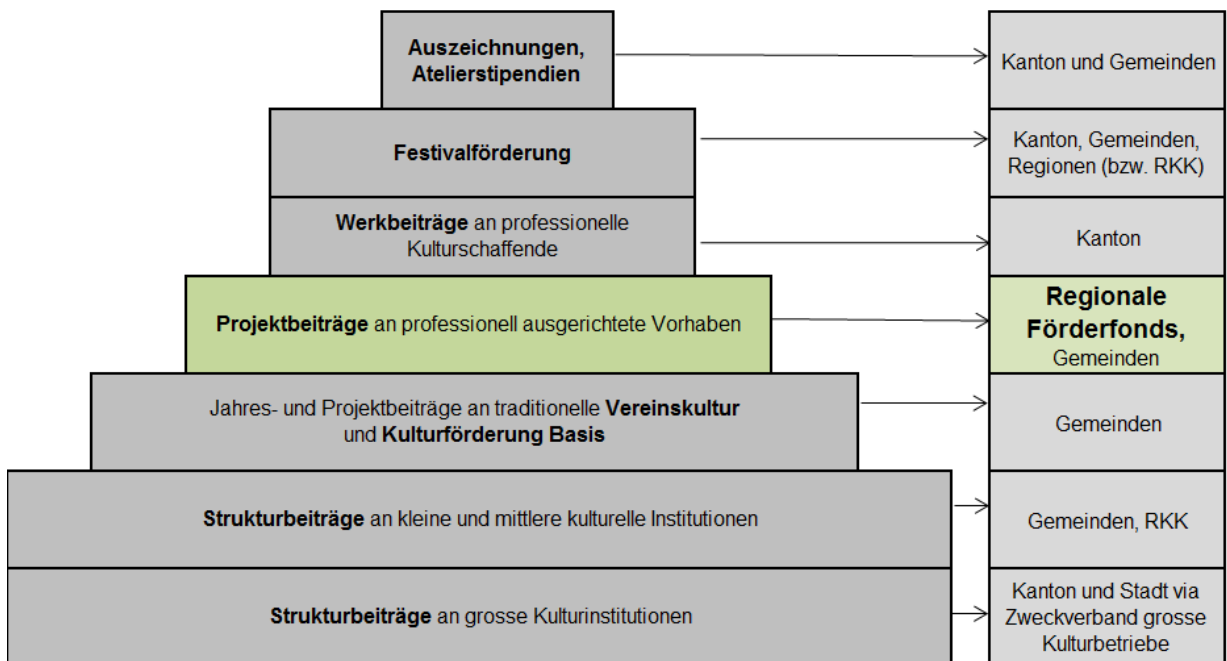 Auszeichnungen,
Atelierstipendien
Kanton und Gemeinden
Festivalförderung
Kanton, Gemeinden,
Regionen (bzw. RKK)
Werkbeiträge an professionelle
Kulturschaffende
Kanton
Projektbeiträge an professionell ausgerichtete Vorhaben
Regionale
Förderfonds,
Gemeinden
Jahres- und Projektbeiträge an traditionelle Vereinskultur
und Kulturförderung Basis
Gemeinden
Strukturbeiträge an kleine und mittlere kulturelle Institutionen
Gemeinden, RKK
Strukturbeiträge an grosse Kulturinstitutionen
Kanton und Stadt via
Zweckverband grosse
Kulturbetriebe